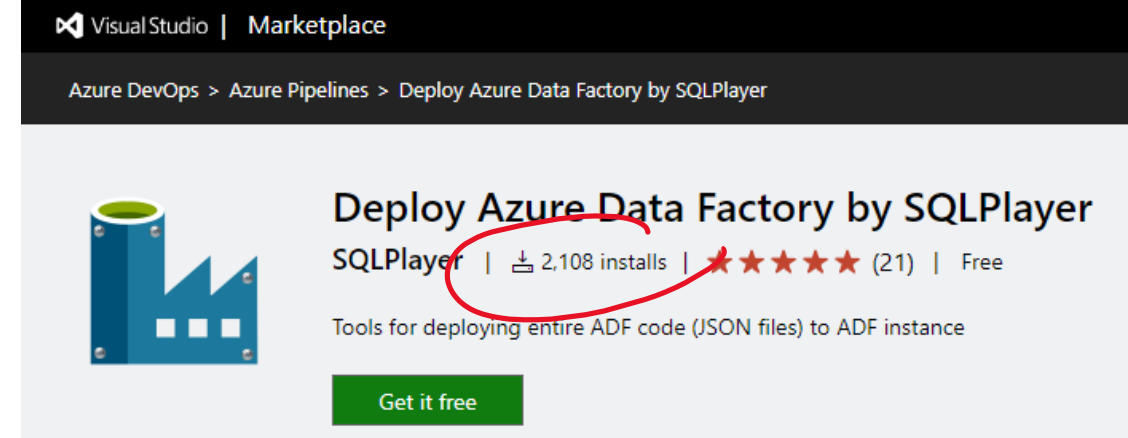 Visual Studio | Marketplace
Azure DevOps > Azure Pipelines > Deploy Azure Data Factory by SQLPlayer
Deploy Azure Data Factory by SQLPlayer
SQLPlayer | 2,108 installs | ★★★★★ (21) | Free
Tools for deploying entire ADF code (JSON files) to ADF instance
Get it free